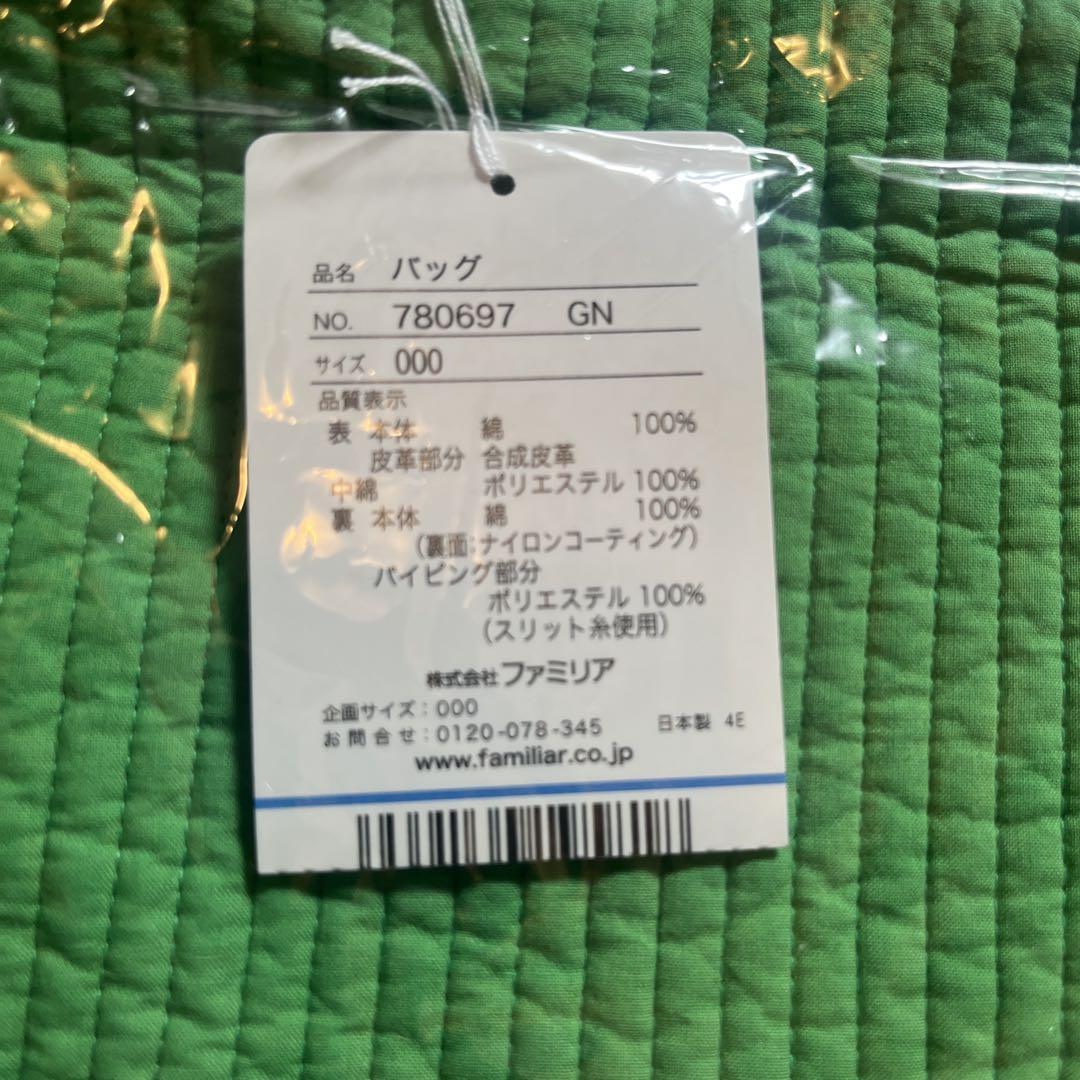 品名 バッグ
NO. 780697 GN
サイズ 000
品質表示
表 本体 綿 100%
皮革部分 合成皮革
中綿 ポリエステル 100%
裏 本体 綿 100%
(裏面:ナイロンコーティング)
パイピング部分
ポリエステル 100%
(スリット糸使用)
株式会社ファミリア
企画サイズ:000
お問合せ:0120-078-345 日本製 4E
www.familiar.co.jp